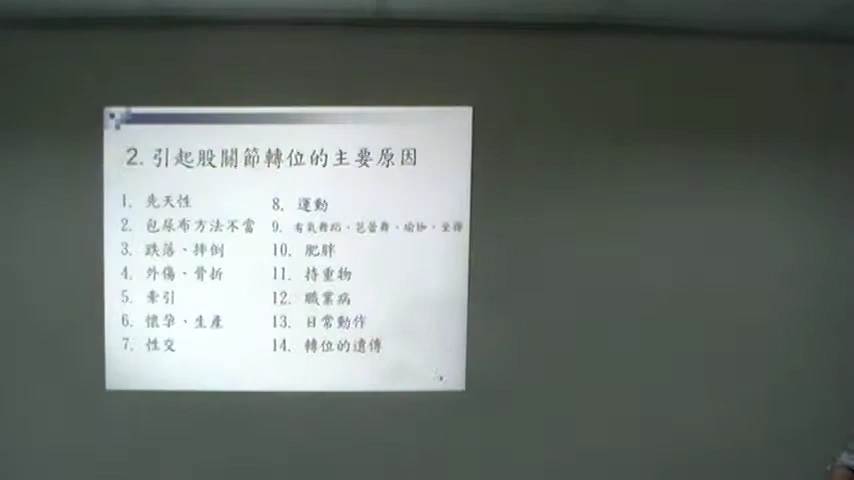 2. 引起股關節轉位的主要原因
1. 先天性
2. 包尿布方法不當
3. 跌落、摔倒
4. 外傷、骨折
5. 牽引
6. 懷孕、生產
7. 性交
8. 運動
9. 有氧舞蹈、芭蕾舞、瑜珈、坐禪
10. 肥胖
11. 持重物
12. 職業病
13. 日常動作
14. 轉位的遺傳